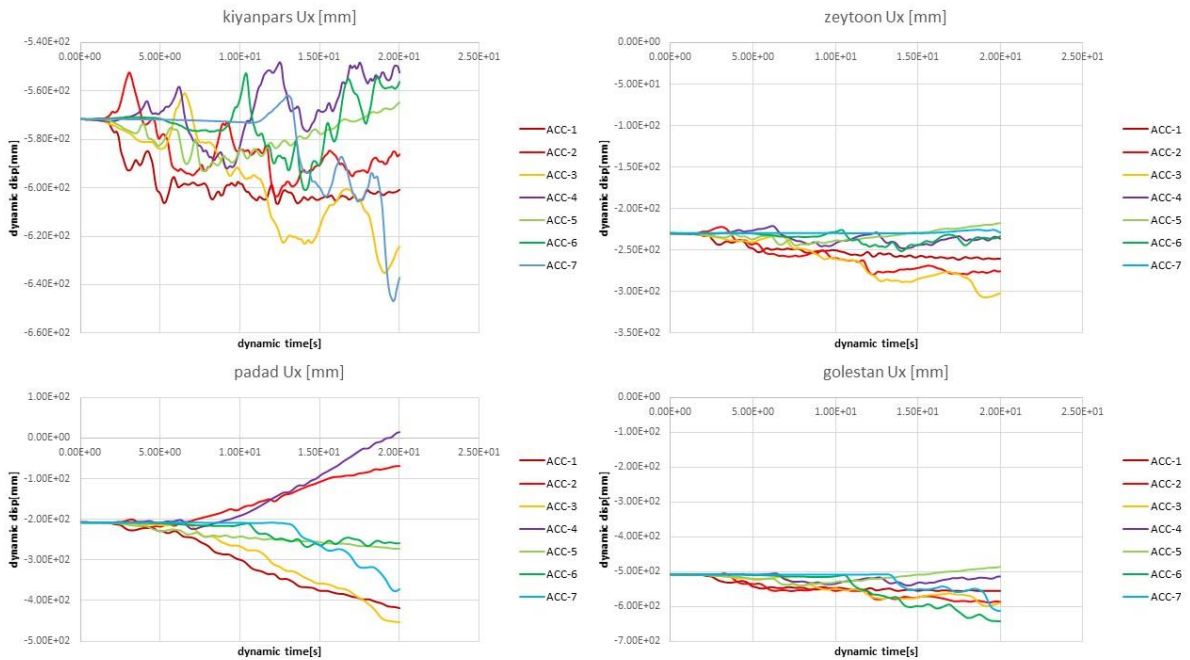 kiyanpars Ux [mm]
-5.40E+02
0.00E+00 5.00E+00 1.00E+01 1.50E+01 2.00E+01 2.50E+01
-5.60E+02
-5.80E+02
-6.00E+02
-6.20E+02
-6.40E+02
-6.60E+02
dynamic disp[mm]
dynamic time[s]
ACC-1
ACC-2
ACC-3
ACC-4
ACC-5
ACC-6
ACC-7
zeytoon Ux [mm]
0.00E+00
0.00E+00 5.00E+00 1.00E+01 1.50E+01 2.00E+01 2.50E+01
-5.00E+01
-1.00E+02
-1.50E+02
-2.00E+02
-2.50E+02
-3.00E+02
-3.50E+02
dynamic disp[mm]
dynamic time[s]
ACC-1
ACC-2
ACC-3
ACC-4
ACC-5
ACC-6
ACC-7
padad Ux [mm]
1.00E+02
0.00E+00
0.00E+00 5.00E+00 1.00E+01 1.50E+01 2.00E+01 2.50E+01
-1.00E+02
-2.00E+02
-3.00E+02
-4.00E+02
-5.00E+02
dynamic disp[mm]
dynamic time[s]
ACC-1
ACC-2
ACC-3
ACC-4
ACC-5
ACC-6
ACC-7
golestan Ux [mm]
0.00E+00
0.00E+00 5.00E+00 1.00E+01 1.50E+01 2.00E+01 2.50E+01
-1.00E+02
-2.00E+02
-3.00E+02
-4.00E+02
-5.00E+02
-6.00E+02
-7.00E+02
dynamic disp[mm]
dynamic time[s]
ACC-1
ACC-2
ACC-3
ACC-4
ACC-5
ACC-6
ACC-7